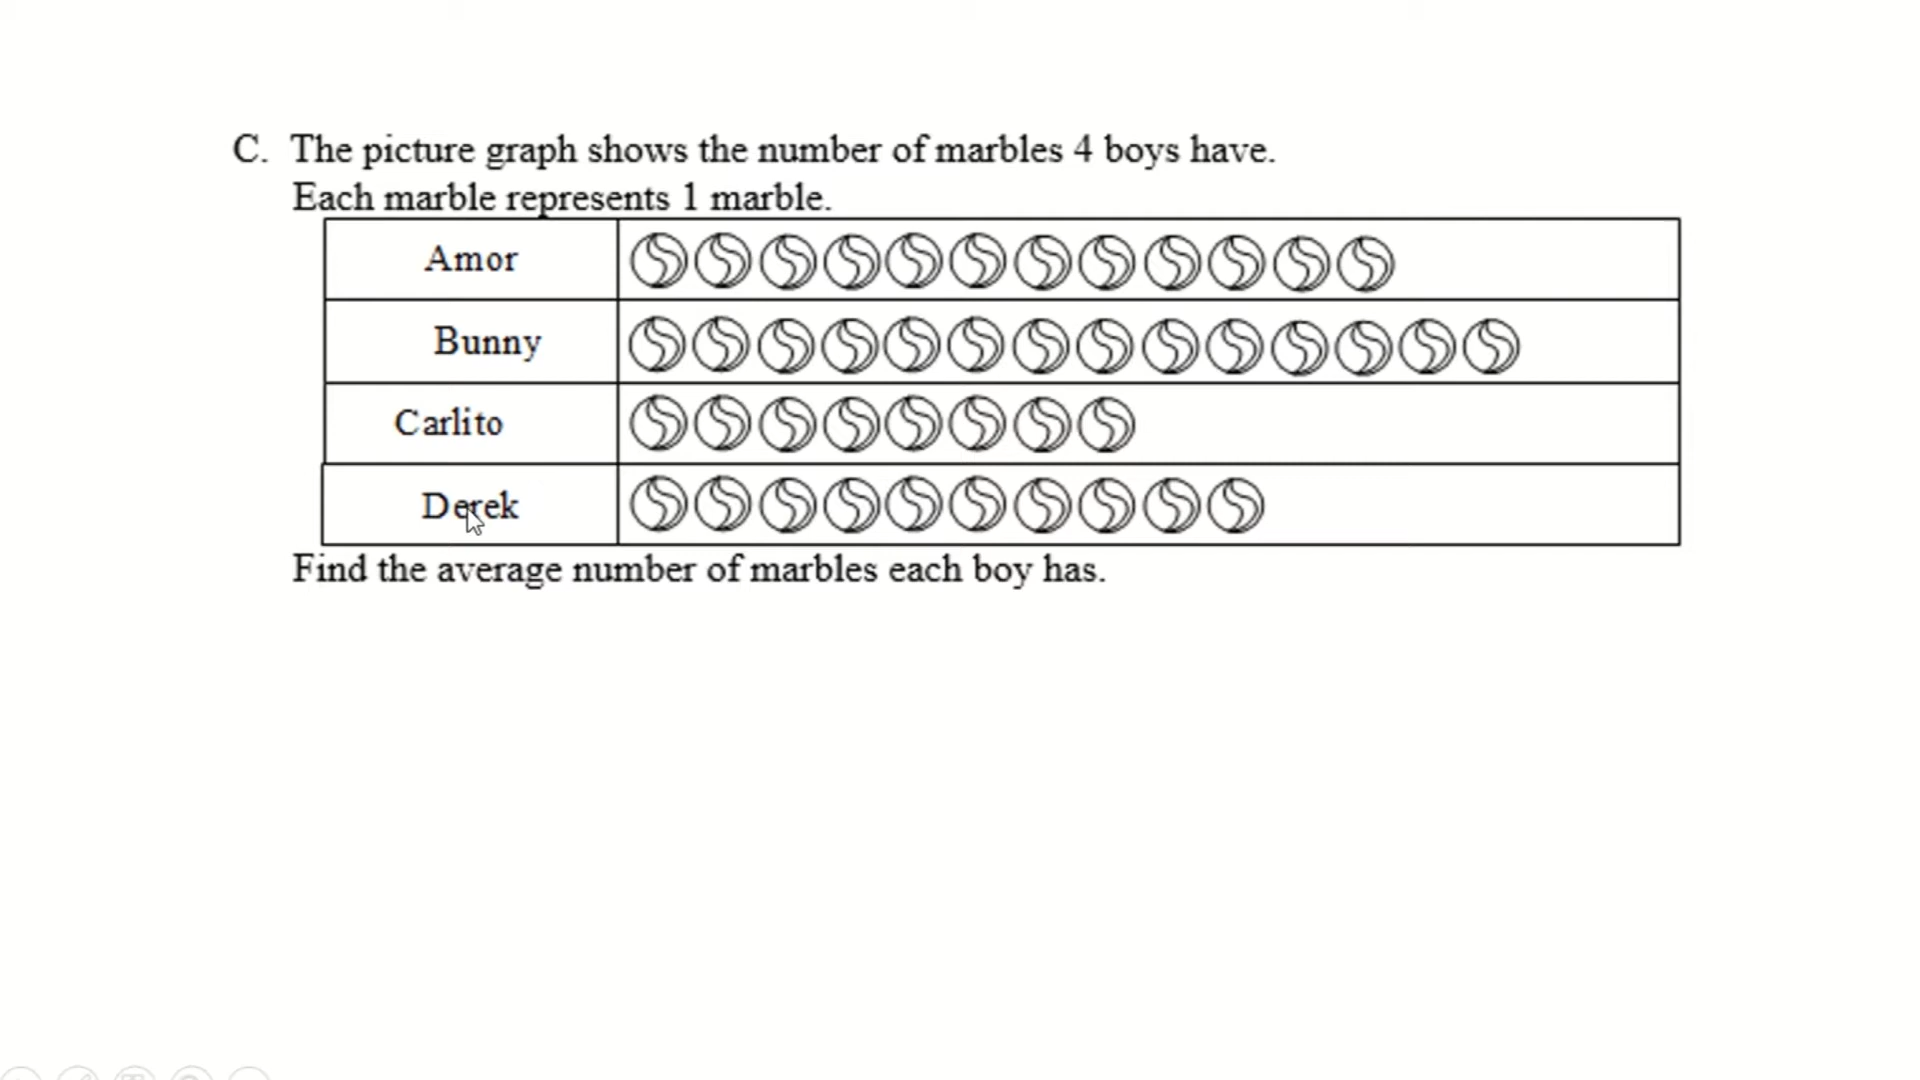 C. The picture graph shows the number of marbles 4 boys have.
Each marble represents 1 marble.
Amor
Bunny
Carlito
Derek
Find the average number of marbles each boy has.